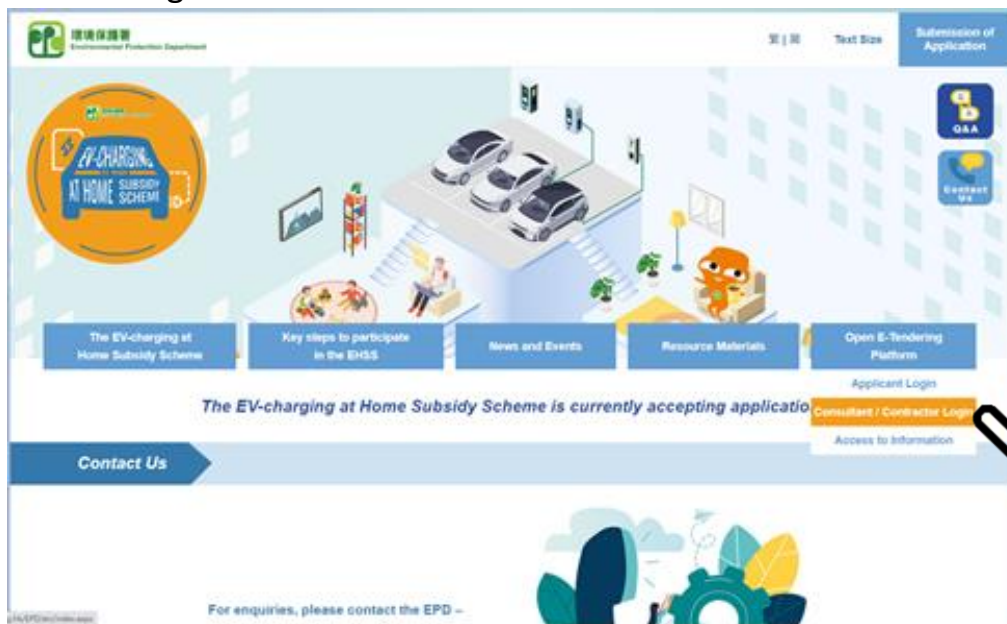 環境保護署
Environmental Protection Department
繁 | 简
Text Size
Submission of
Application
EV-CHARGING
AT HOME SUBSIDY
SCHEME
Q&A
Contact
Us
The EV-charging at
Home Subsidy Scheme
Key steps to participate
in the EHSS
News and Events
Resource Materials
Open E-Tendering
Platform
Applicant Login
Consultant / Contractor Login
Access to Information
The EV-charging at Home Subsidy Scheme is currently accepting applicatio
Contact Us
For enquiries, please contact the EPD –